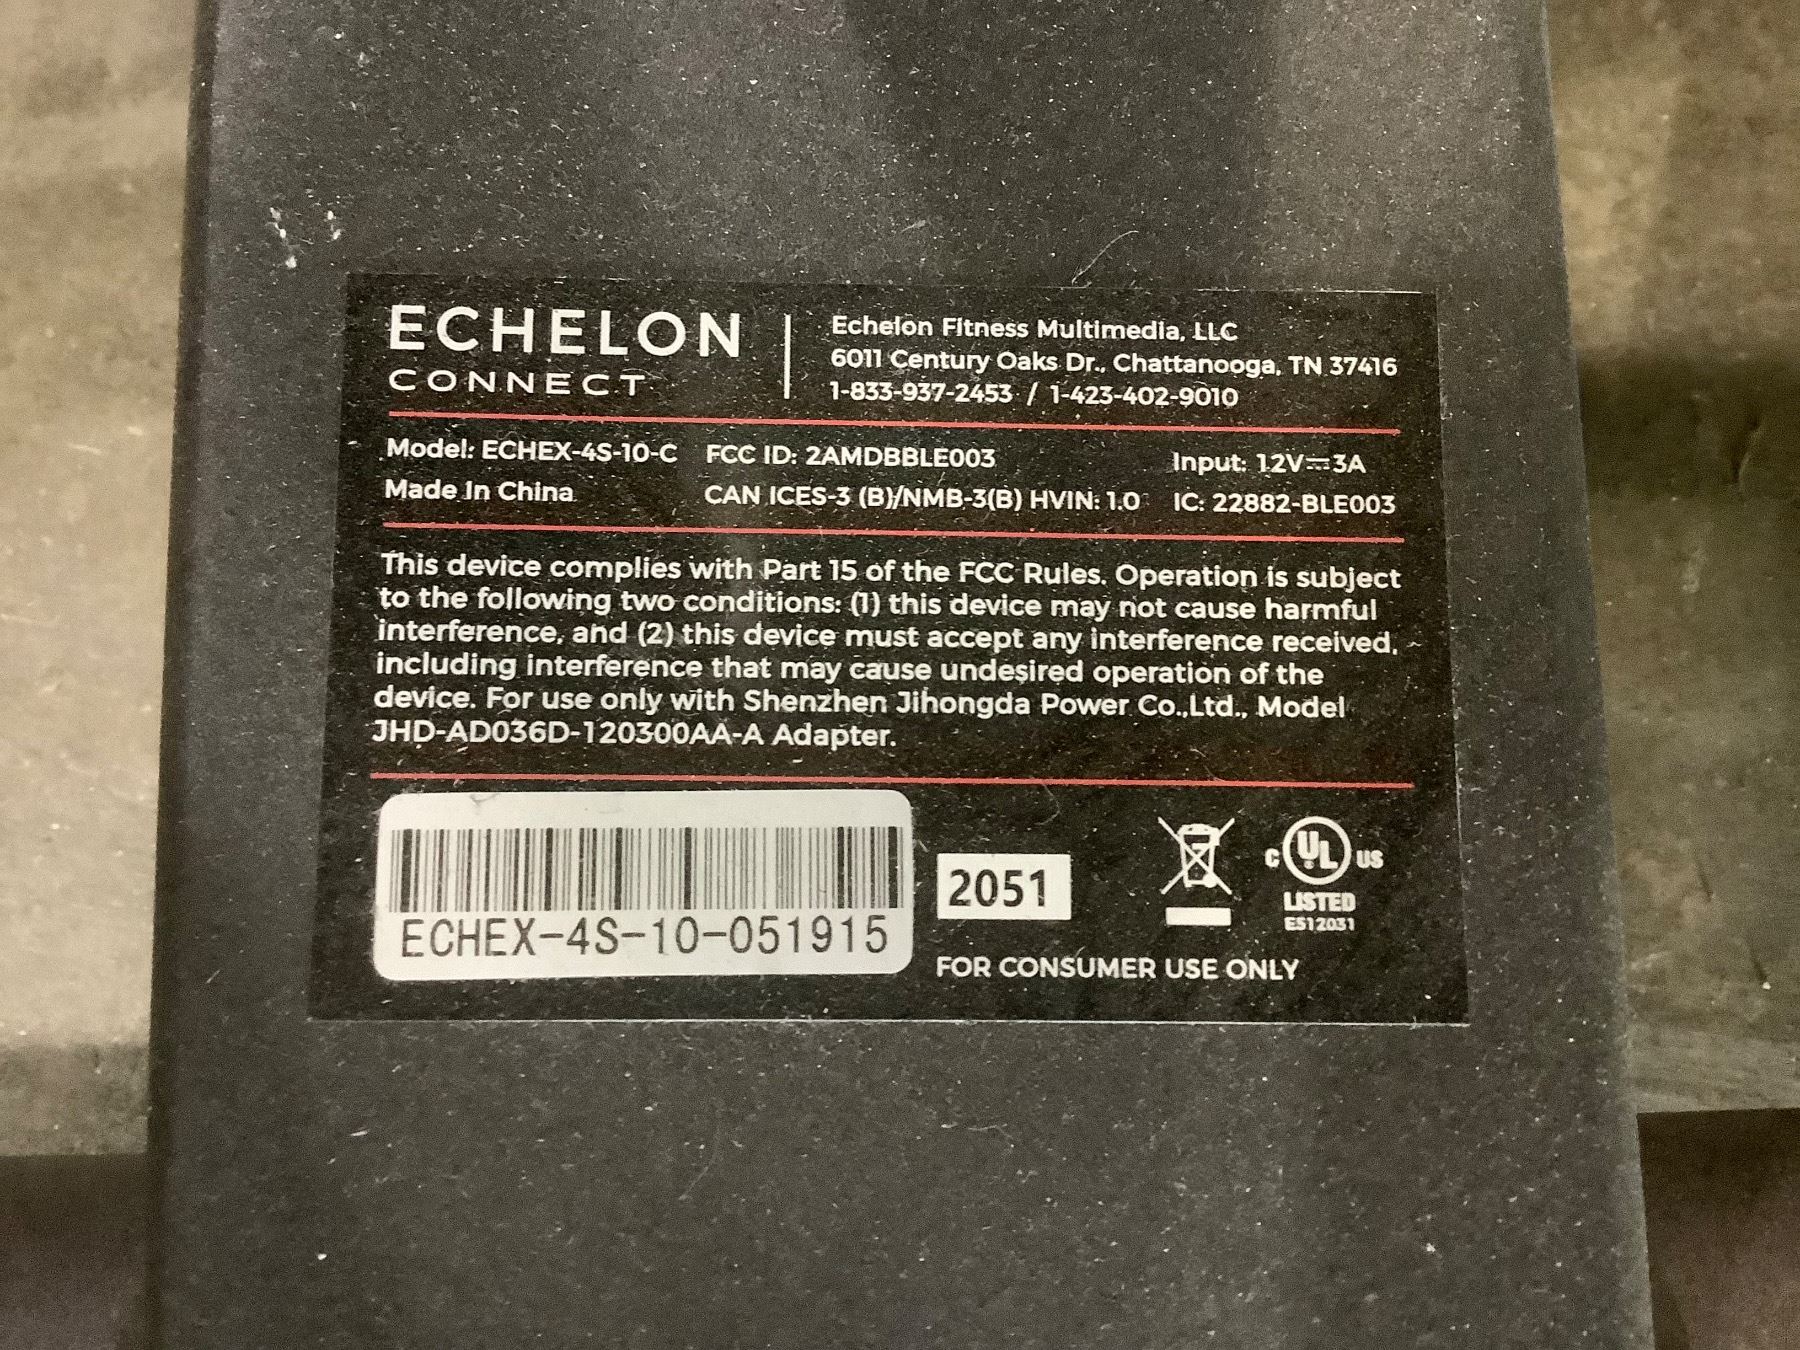 ECHELON
CONNECT
Echelon Fitness Multimedia, LLC
6011 Century Oaks Dr., Chattanooga, TN 37416
1-833-937-2453 / 1-423-402-9010
Model: ECHEX-4S-10-C FCC ID: 2AMDBBLE003 Input: 12V⎓3A
Made In China CAN ICES-3 (B)/NMB-3(B) HVIN: 1.0 IC: 22882-BLE003
This device complies with Part 15 of the FCC Rules. Operation is subject
to the following two conditions: (1) this device may not cause harmful
interference, and (2) this device must accept any interference received,
including interference that may cause undesired operation of the
device. For use only with Shenzhen Jihongda Power Co.,Ltd., Model
JHD-AD036D-120300AA-A Adapter.
ECHEX-4S-10-051915
2051
C UL US
LISTED
E512031
FOR CONSUMER USE ONLY